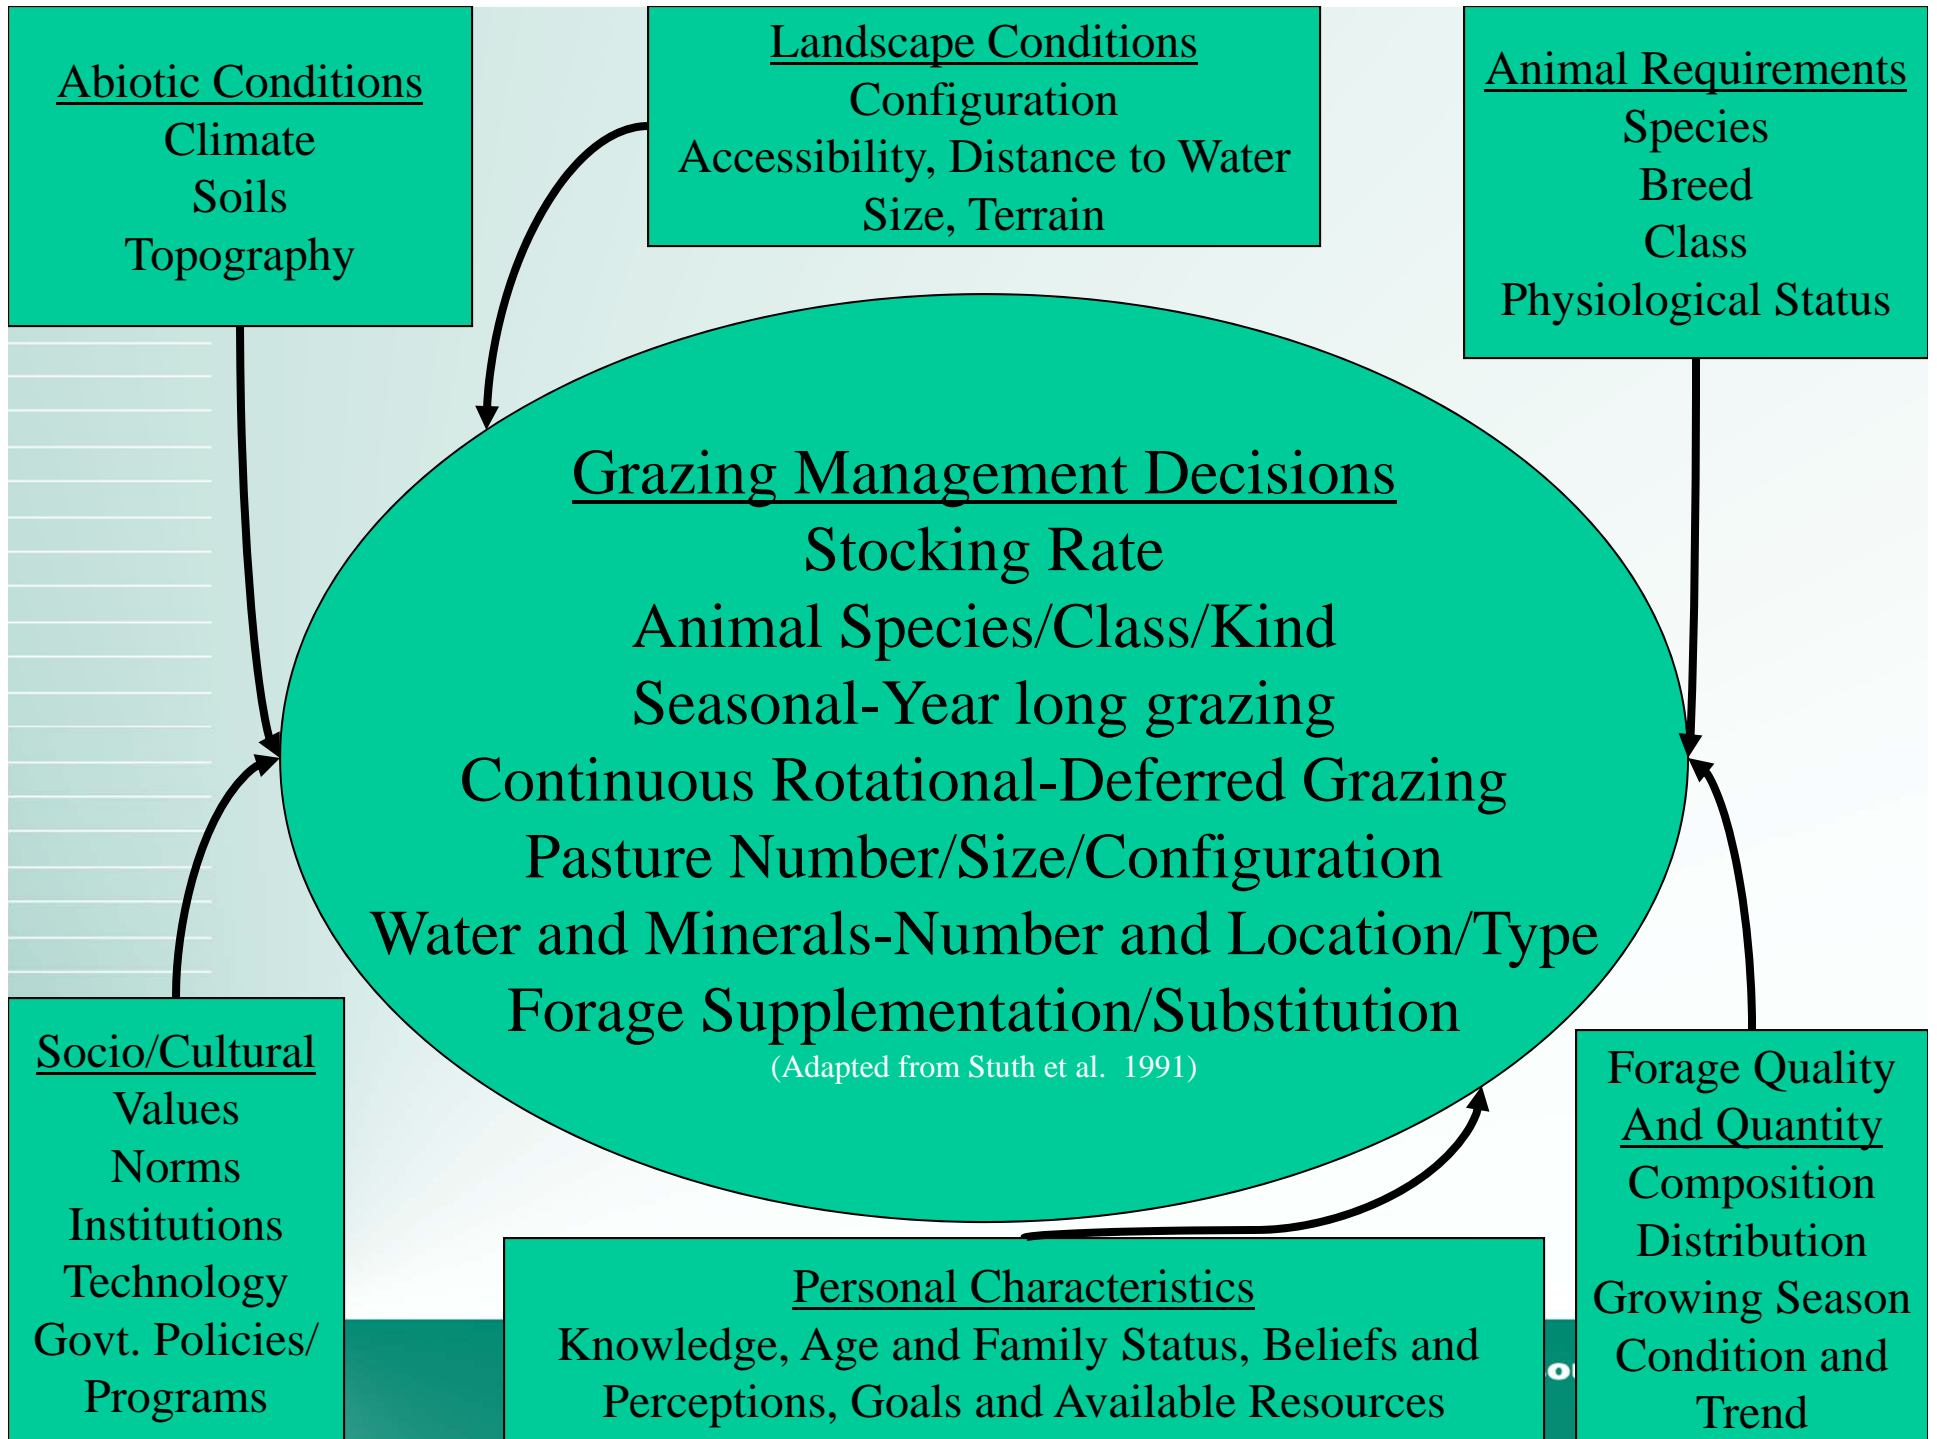 Abiotic Conditions
Climate
Soils
Topography
Landscape Conditions
Configuration
Accessibility, Distance to Water
Size, Terrain
Animal Requirements
Species
Breed
Class
Physiological Status
Grazing Management Decisions
Stocking Rate
Animal Species/Class/Kind
Seasonal-Year long grazing
Continuous Rotational-Deferred Grazing
Pasture Number/Size/Configuration
Water and Minerals-Number and Location/Type
Forage Supplementation/Substitution
(Adapted from Stuth et al.  1991)
Socio/Cultural
Values
Norms
Institutions
Technology
Govt. Policies/
Programs
Personal Characteristics
Knowledge, Age and Family Status, Beliefs and
Perceptions, Goals and Available Resources
Forage Quality
And Quantity
Composition
Distribution
Growing Season
Condition and
Trend